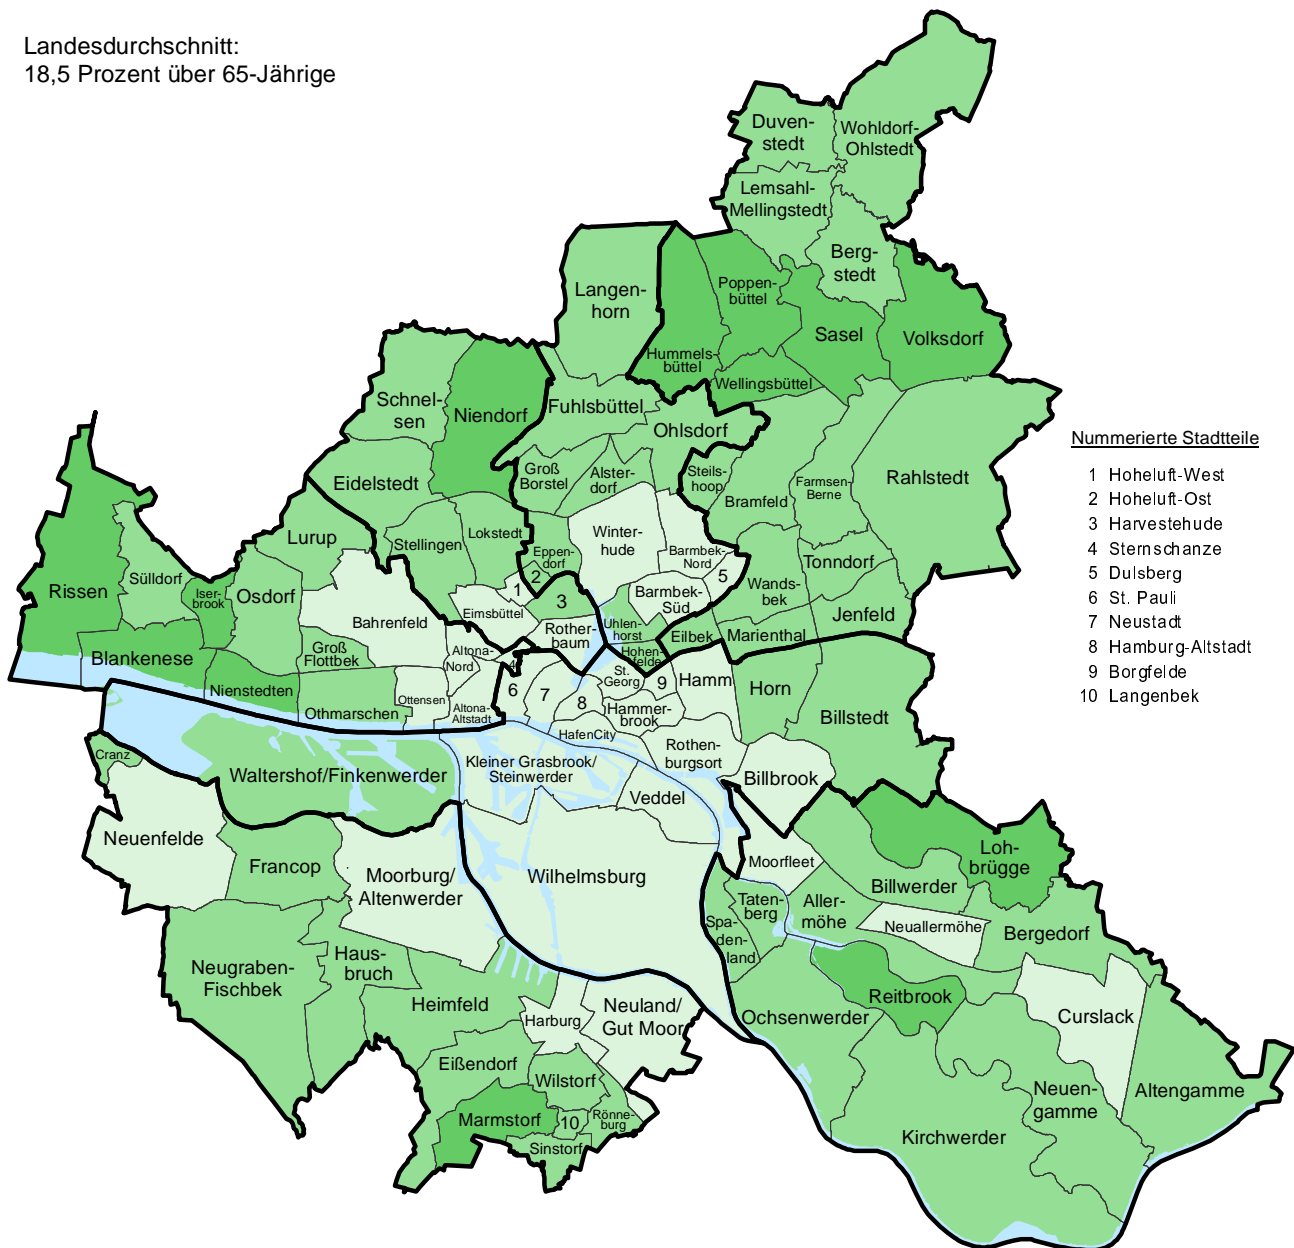 Landesdurchschnitt:
18,5 Prozent über 65-Jährige
Duven-
stedt
Wohldorf-
Ohlstedt
Lemsahl-
Mellingstedt
Berg-
stedt
Langen-
horn
Poppen-
büttel
Sasel
Volksdorf
Hummels-
büttel
Wellingsbüttel
Schnel-
sen
Niendorf
Fuhlsbüttel
Ohlsdorf
Eidelstedt
Groß
Borstel
Alster-
dorf
Steils-
hoop
Bramfeld
Farmsen-
Berne
Rahlstedt
Lurup
Stellingen
Lokstedt
Winter-
hude
Eppen-
dorf
Barmbek-
Nord
Tonndorf
Rissen
Sülldorf
Iser-
brook
Osdorf
1
2
3
5
Barmbek-
Süd
Wands-
bek
Jenfeld
Eimsbüttel
Bahrenfeld
Rother-
baum
Uhlen-
horst
Eilbek
Marienthal
Blankenese
Groß
Flottbek
Altona-
Nord
4
Hohen-
felde
Nienstedten
Othmarschen
Ottensen
Altona-
Altstadt
6
7
8
St.
Georg
9
Hamm
Hammer-
brook
Horn
Billstedt
HafenCity
Cranz
Waltershof/Finkenwerder
Kleiner Grasbrook/
Steinwerder
Rothen-
burgsort
Veddel
Billbrook
Neuenfelde
Francop
Moorburg/
Altenwerder
Wilhelmsburg
Moorfleet
Billwerder
Loh-
brügge
Spa-
den-
land
Taten-
berg
Aller-
möhe
Neuallermöhe
Bergedorf
Neugraben-
Fischbek
Haus-
bruch
Heimfeld
Harburg
Neuland/
Gut Moor
Ochsenwerder
Reitbrook
Curslack
Eißendorf
Wilstorf
Marmstorf
10
Rönne-
burg
Sinstorf
Kirchwerder
Neuen-
gamme
Altengamme
Nummerierte Stadtteile
1 Hoheluft-West
2 Hoheluft-Ost
3 Harvestehude
4 Sternschanze
5 Dulsberg
6 St. Pauli
7 Neustadt
8 Hamburg-Altstadt
9 Borgfelde
10 Langenbek